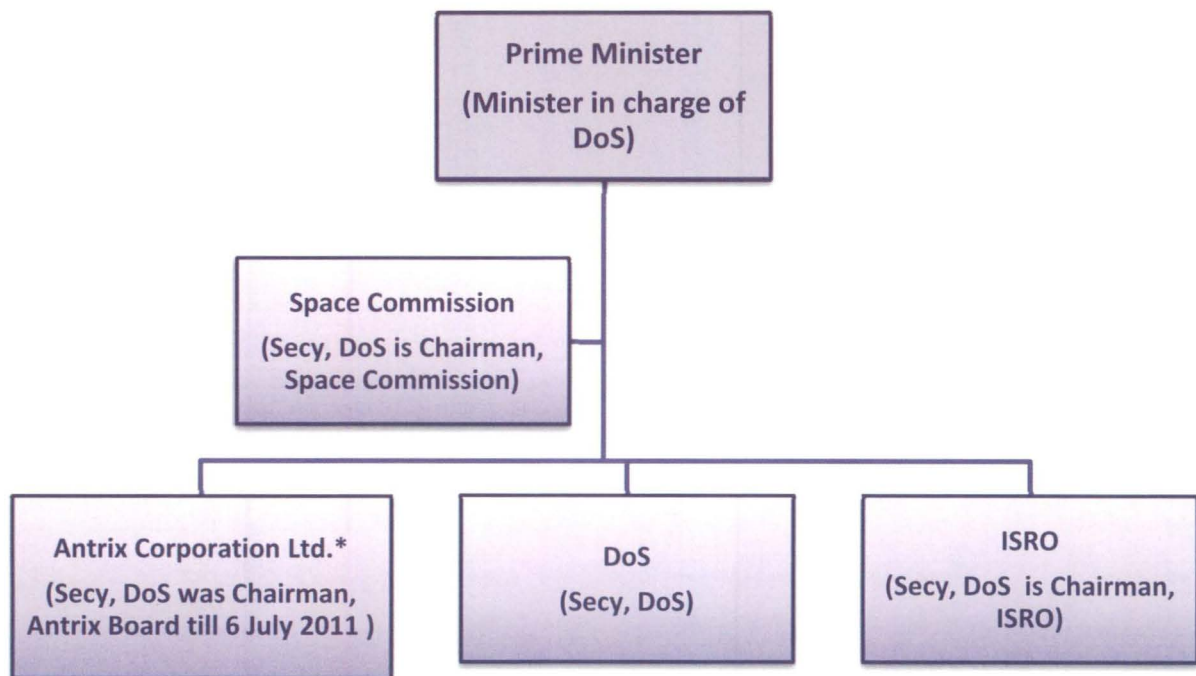 Prime Minister
(Minister in charge of
DoS)
Space Commission
(Secy, DoS is Chairman,
Space Commission)
Antrix Corporation Ltd.*
(Secy, DoS was Chairman,
Antrix Board till 6 July 2011 )
DoS
(Secy, DoS)
ISRO
(Secy, DoS is Chairman,
ISRO)